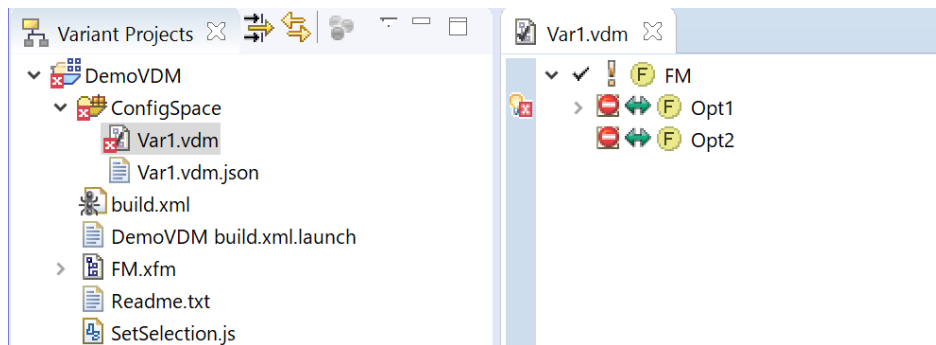 Variant Projects
DemoVDM
ConfigSpace
Var1.vdm
Var1.vdm.json
build.xml
DemoVDM build.xml.launch
FM.xfm
Readme.txt
SetSelection.js
Var1.vdm
F FM
F Opt1
F Opt2